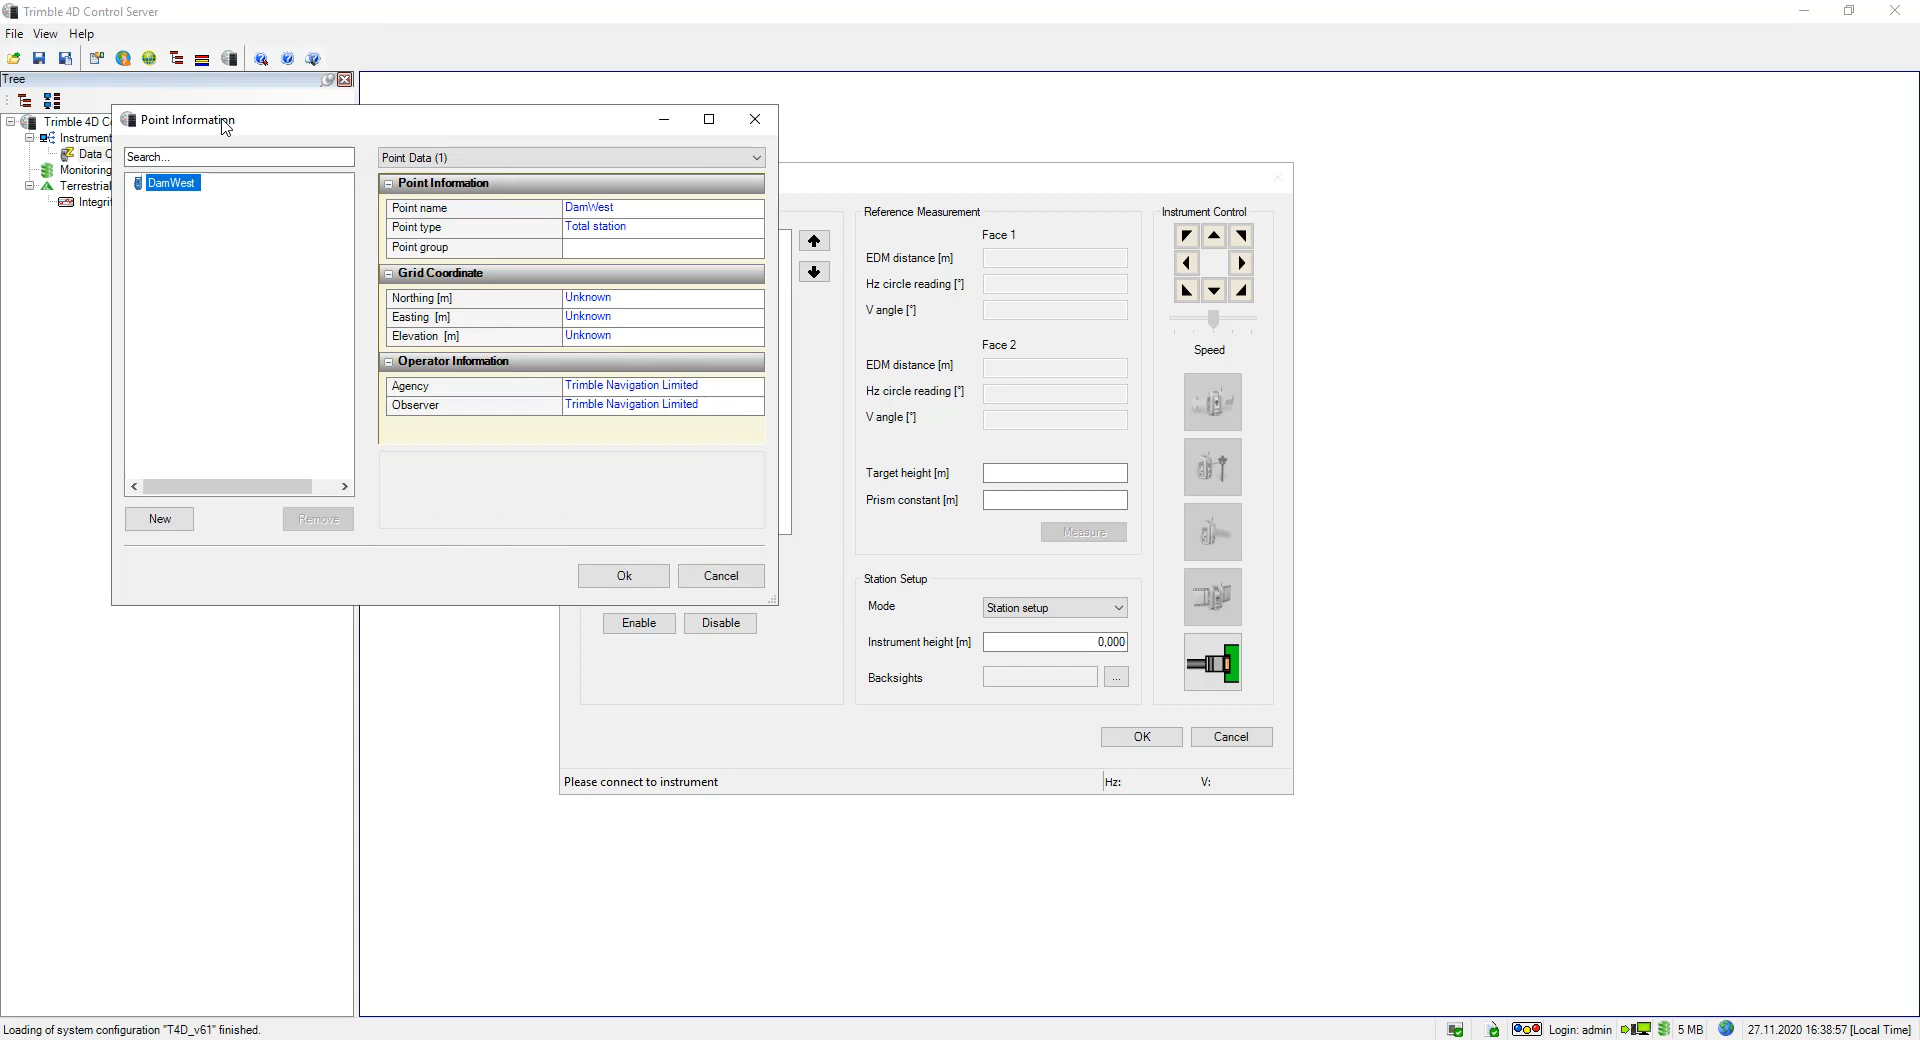 Trimble 4D Control Server
File View Help
Tree
Trimble 4D C
Instrument
Data C
Monitoring
Terrestrial
Integri
Point Information
Search...
DamWest
New
Remove
Point Data (1)
Point Information
Point name DamWest
Point type Total station
Point group
Grid Coordinate
Northing [m] Unknown
Easting [m] Unknown
Elevation [m] Unknown
Operator Information
Agency Trimble Navigation Limited
Observer Trimble Navigation Limited
Ok Cancel
Enable Disable
Reference Measurement
Face 1
EDM distance [m]
Hz circle reading [°]
V angle [°]
Face 2
EDM distance [m]
Hz circle reading [°]
V angle [°]
Target height [m]
Prism constant [m]
Measure
Station Setup
Mode Station setup
Instrument height [m] 0,000
Backsights ...
Instrument Control
Speed
OK Cancel
Please connect to instrument Hz: V:
Loading of system configuration "T4D_v61" finished.
Login: admin 5 MB 27.11.2020 16:38:57 [Local Time]